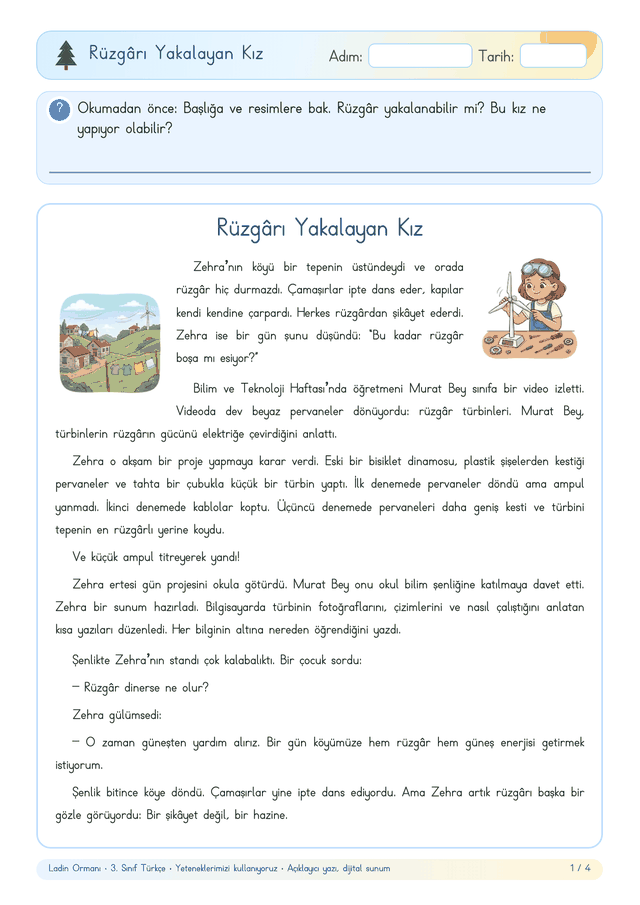 Rüzgârı Yakalayan Kız
Adım:
Tarih:
?
Okumadan önce: Başlığa ve resimlere bak. Rüzgâr yakalanabilir mi? Bu kız ne
yapıyor olabilir?
Rüzgârı Yakalayan Kız
Zehra'nın köyü bir tepenin üstündeydi ve orada
rüzgâr hiç durmazdı. Çamaşırlar ipte dans eder, kapılar
kendi kendine çarpardı. Herkes rüzgârdan şikâyet ederdi.
Zehra ise bir gün şunu düşündü: "Bu kadar rüzgâr
boşa mı esiyor?"
Bilim ve Teknoloji Haftası'nda öğretmeni Murat Bey sınıfa bir video izletti.
Videoda dev beyaz pervaneler dönüyordu: rüzgâr türbinleri. Murat Bey,
türbinlerin rüzgârın gücünü elektriğe çevirdiğini anlattı.
Zehra o akşam bir proje yapmaya karar verdi. Eski bir bisiklet dinamosu, plastik şişelerden kestiği
pervaneler ve tahta bir çubukla küçük bir türbin yaptı. İlk denemede pervaneler döndü ama ampul
yanmadı. İkinci denemede kablolar koptu. Üçüncü denemede pervaneleri daha geniş kesti ve türbini
tepenin en rüzgârlı yerine koydu.
Ve küçük ampul titreyerek yandı!
Zehra ertesi gün projesini okula götürdü. Murat Bey onu okul bilim şenliğine katılmaya davet etti.
Zehra bir sunum hazırladı. Bilgisayarda türbinin fotoğraflarını, çizimlerini ve nasıl çalıştığını anlatan
kısa yazıları düzenledi. Her bilginin altına nereden öğrendiğini yazdı.
Şenlikte Zehra'nın standı çok kalabalıktı. Bir çocuk sordu:
– Rüzgâr dinerse ne olur?
Zehra gülümsedi:
– O zaman güneşten yardım alırız. Bir gün köyümüze hem rüzgâr hem güneş enerjisi getirmek
istiyorum.
Şenlik bitince köye döndü. Çamaşırlar yine ipte dans ediyordu. Ama Zehra artık rüzgârı başka bir
gözle görüyordu: Bir şikâyet değil, bir hazine.
Ladin Ormanı • 3. Sınıf Türkçe • Yeteneklerimizi kullanıyoruz • Açıklayıcı yazı, dijital sunum
1 / 4